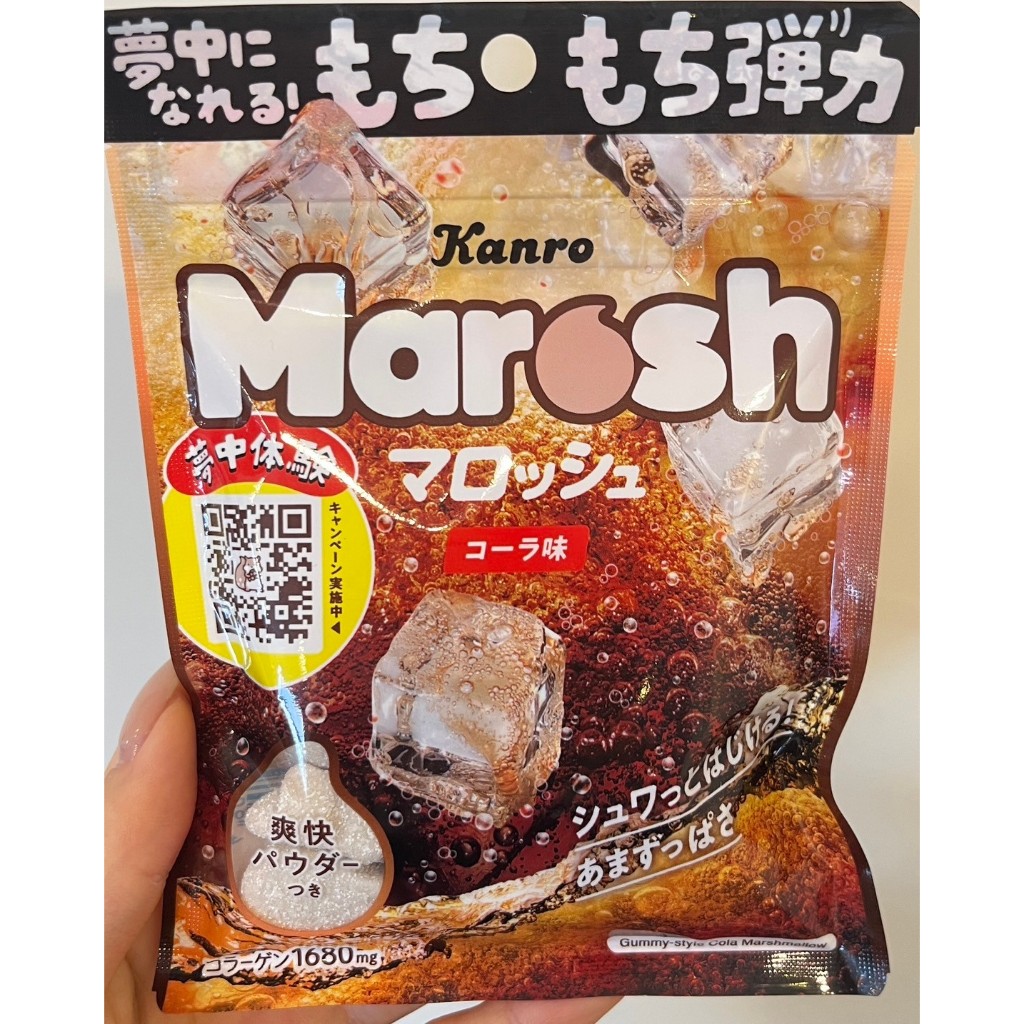 夢中に
なれる!
もち・もち弾力
Kanro
Marosh
マロッシュ
コーラ味
夢中体験
キャンペーン実施中◀
シュワっとはじける!
あまずっぱさ
爽快
パウダー
つき
コラーゲン1680mg
Gummy-style Cola Marshmallow